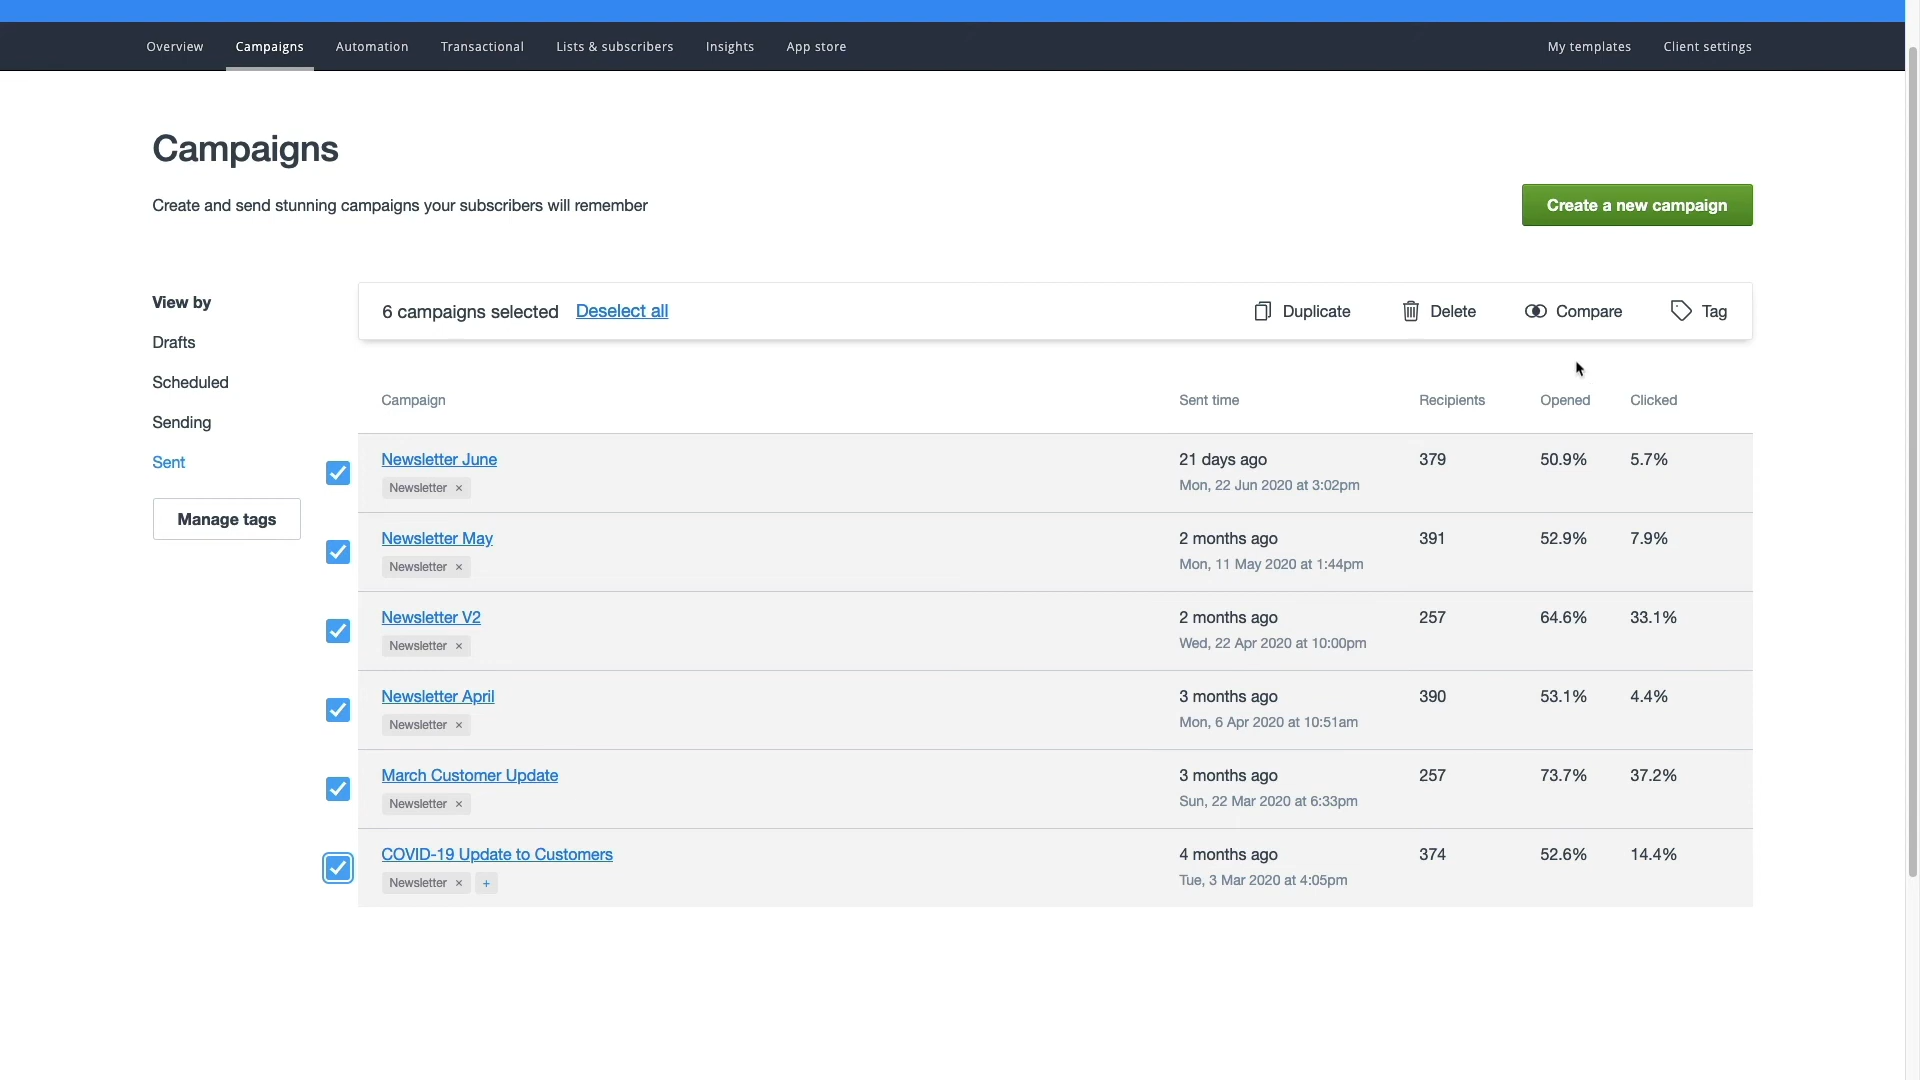 Overview Campaigns Automation Transactional Lists & subscribers Insights App store My templates Client settings
Campaigns
Create and send stunning campaigns your subscribers will remember
Create a new campaign
View by
Drafts
Scheduled
Sending
Sent
Manage tags
6 campaigns selected Deselect all Duplicate Delete Compare Tag
Campaign Sent time Recipients Opened Clicked
Newsletter June 21 days ago 379 50.9% 5.7%
Newsletter × Mon, 22 Jun 2020 at 3:02pm
Newsletter May 2 months ago 391 52.9% 7.9%
Newsletter × Mon, 11 May 2020 at 1:44pm
Newsletter V2 2 months ago 257 64.6% 33.1%
Newsletter × Wed, 22 Apr 2020 at 10:00pm
Newsletter April 3 months ago 390 53.1% 4.4%
Newsletter × Mon, 6 Apr 2020 at 10:51am
March Customer Update 3 months ago 257 73.7% 37.2%
Newsletter × Sun, 22 Mar 2020 at 6:33pm
COVID-19 Update to Customers 4 months ago 374 52.6% 14.4%
Newsletter × + Tue, 3 Mar 2020 at 4:05pm